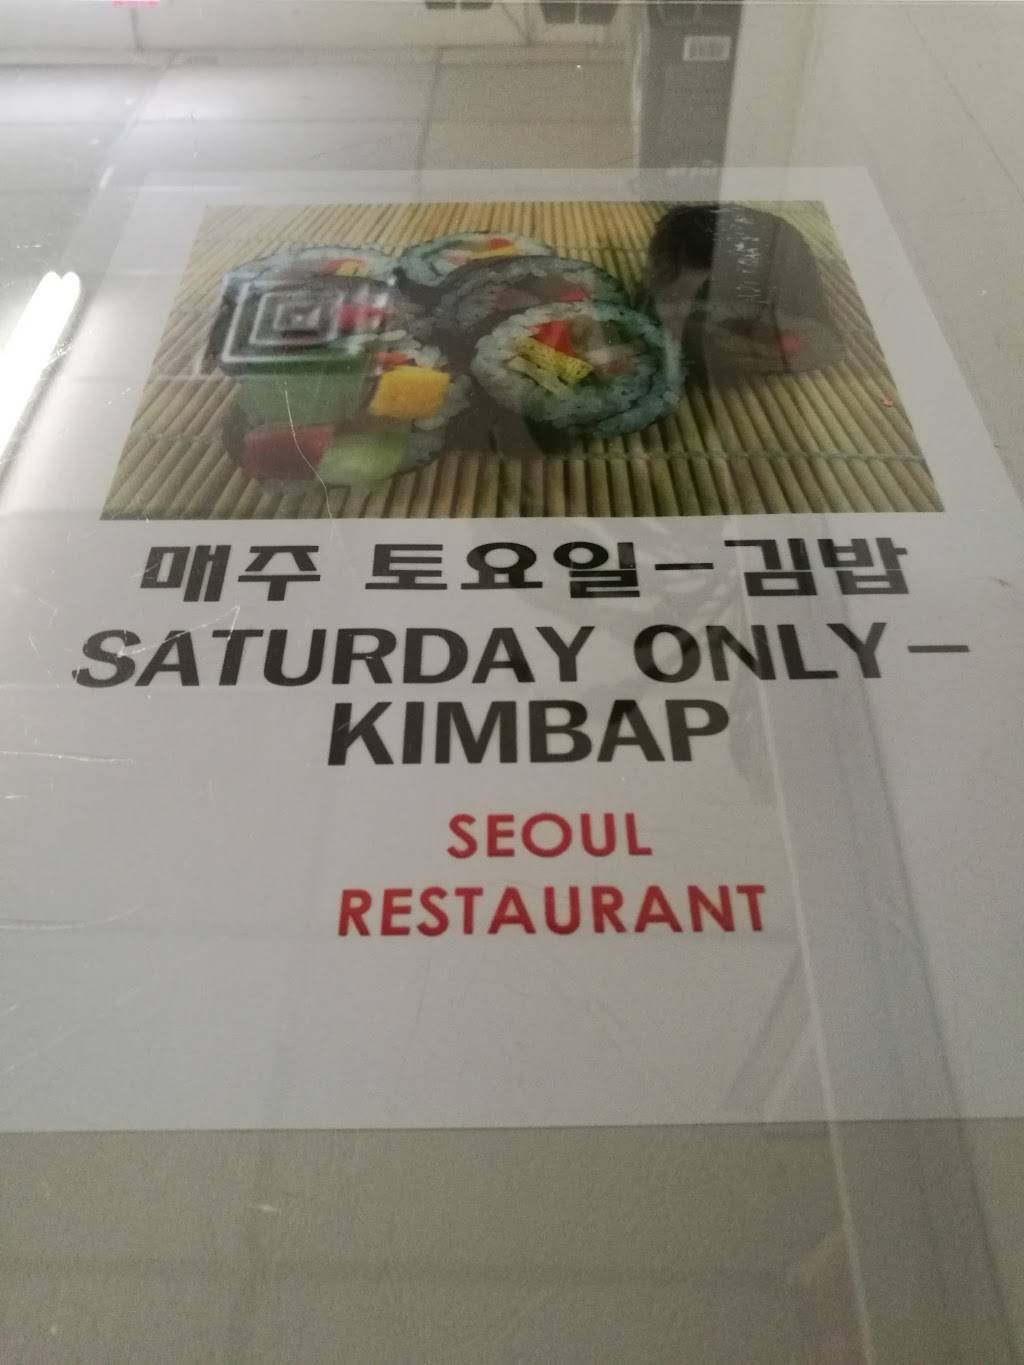 매주 토요일-김밥
SATURDAY ONLY-
KIMBAP
SEOUL
RESTAURANT